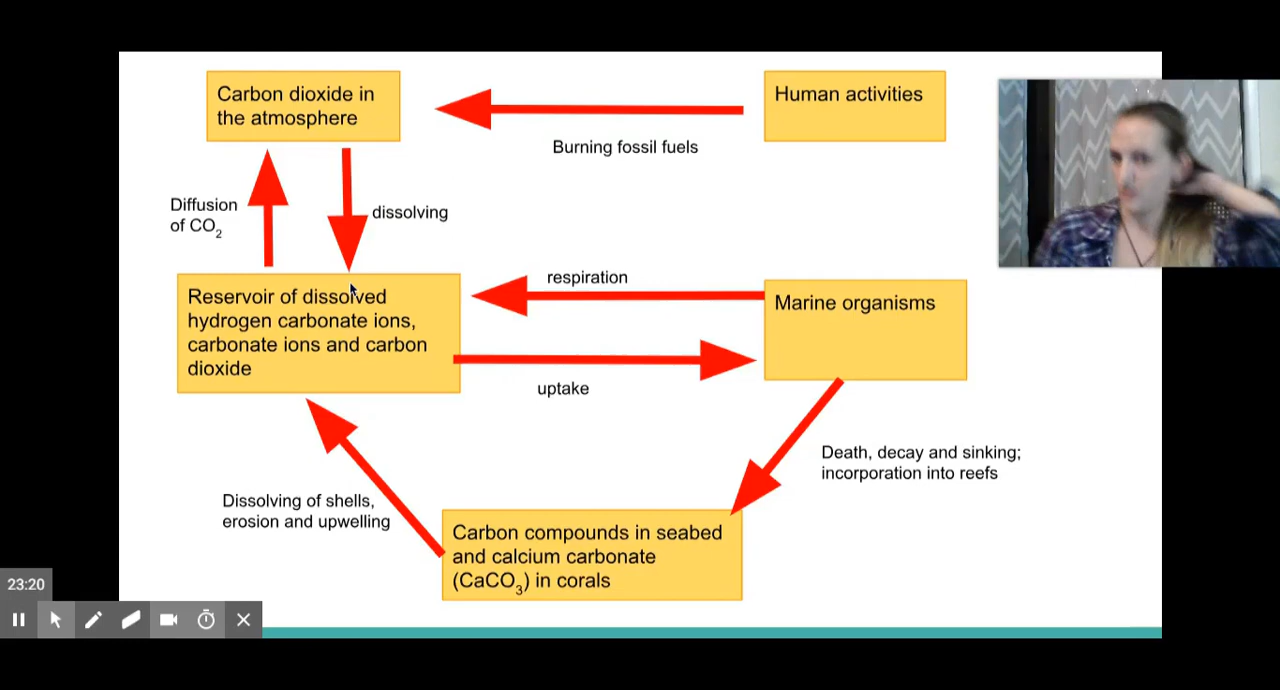 Carbon dioxide in
the atmosphere
Human activities
Burning fossil fuels
Diffusion
of CO₂
dissolving
respiration
Reservoir of dissolved
hydrogen carbonate ions,
carbonate ions and carbon
dioxide
Marine organisms
uptake
Death, decay and sinking;
incorporation into reefs
Dissolving of shells,
erosion and upwelling
Carbon compounds in seabed
and calcium carbonate
(CaCO₃) in corals
23:20